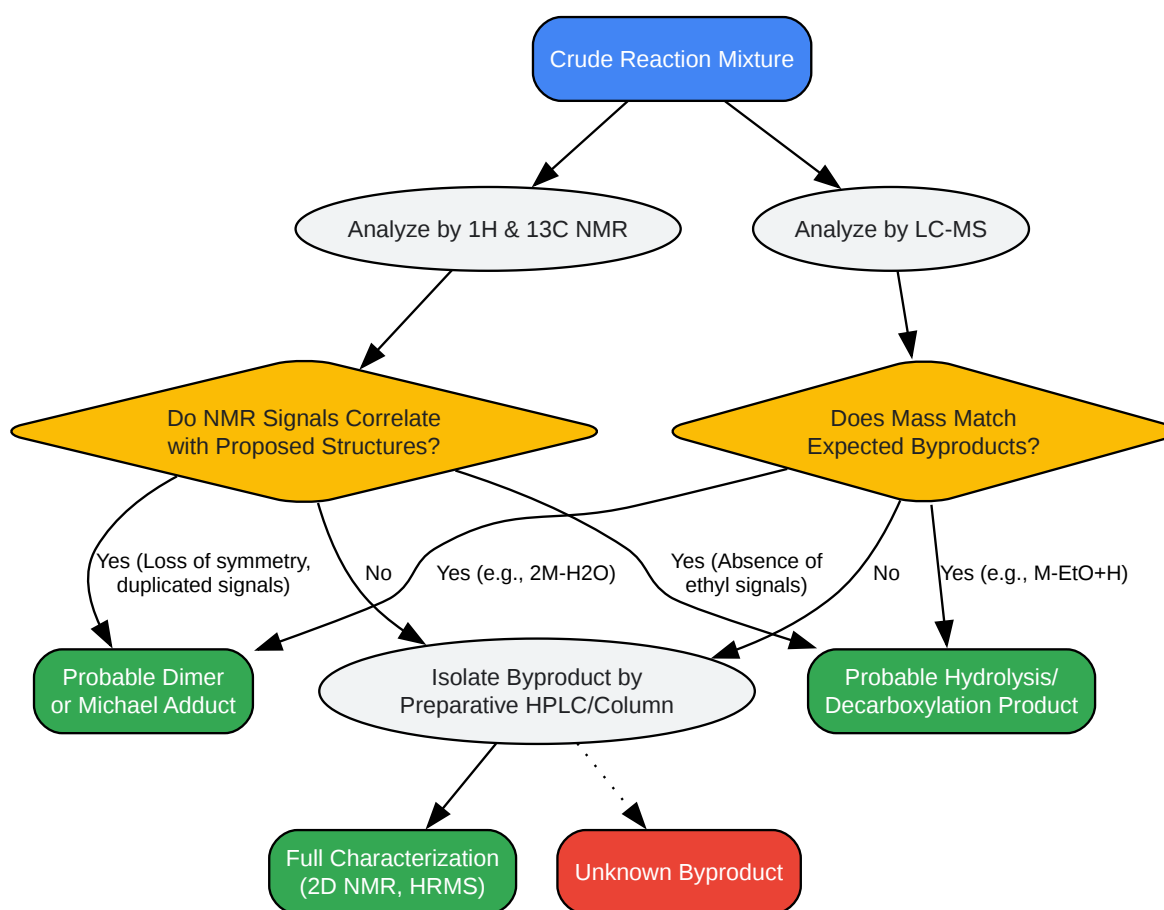 Crude Reaction Mixture
Analyze by 1H & 13C NMR
Analyze by LC-MS
Do NMR Signals Correlate
with Proposed Structures?
Does Mass Match
Expected Byproducts?
Yes (Loss of symmetry,
duplicated signals)
No
Yes (e.g., 2M-H2O)
Yes (Absence of
ethyl signals)
No
Yes (e.g., M-EtO+H)
Probable Dimer
or Michael Adduct
Isolate Byproduct by
Preparative HPLC/Column
Probable Hydrolysis/
Decarboxylation Product
Full Characterization
(2D NMR, HRMS)
Unknown Byproduct